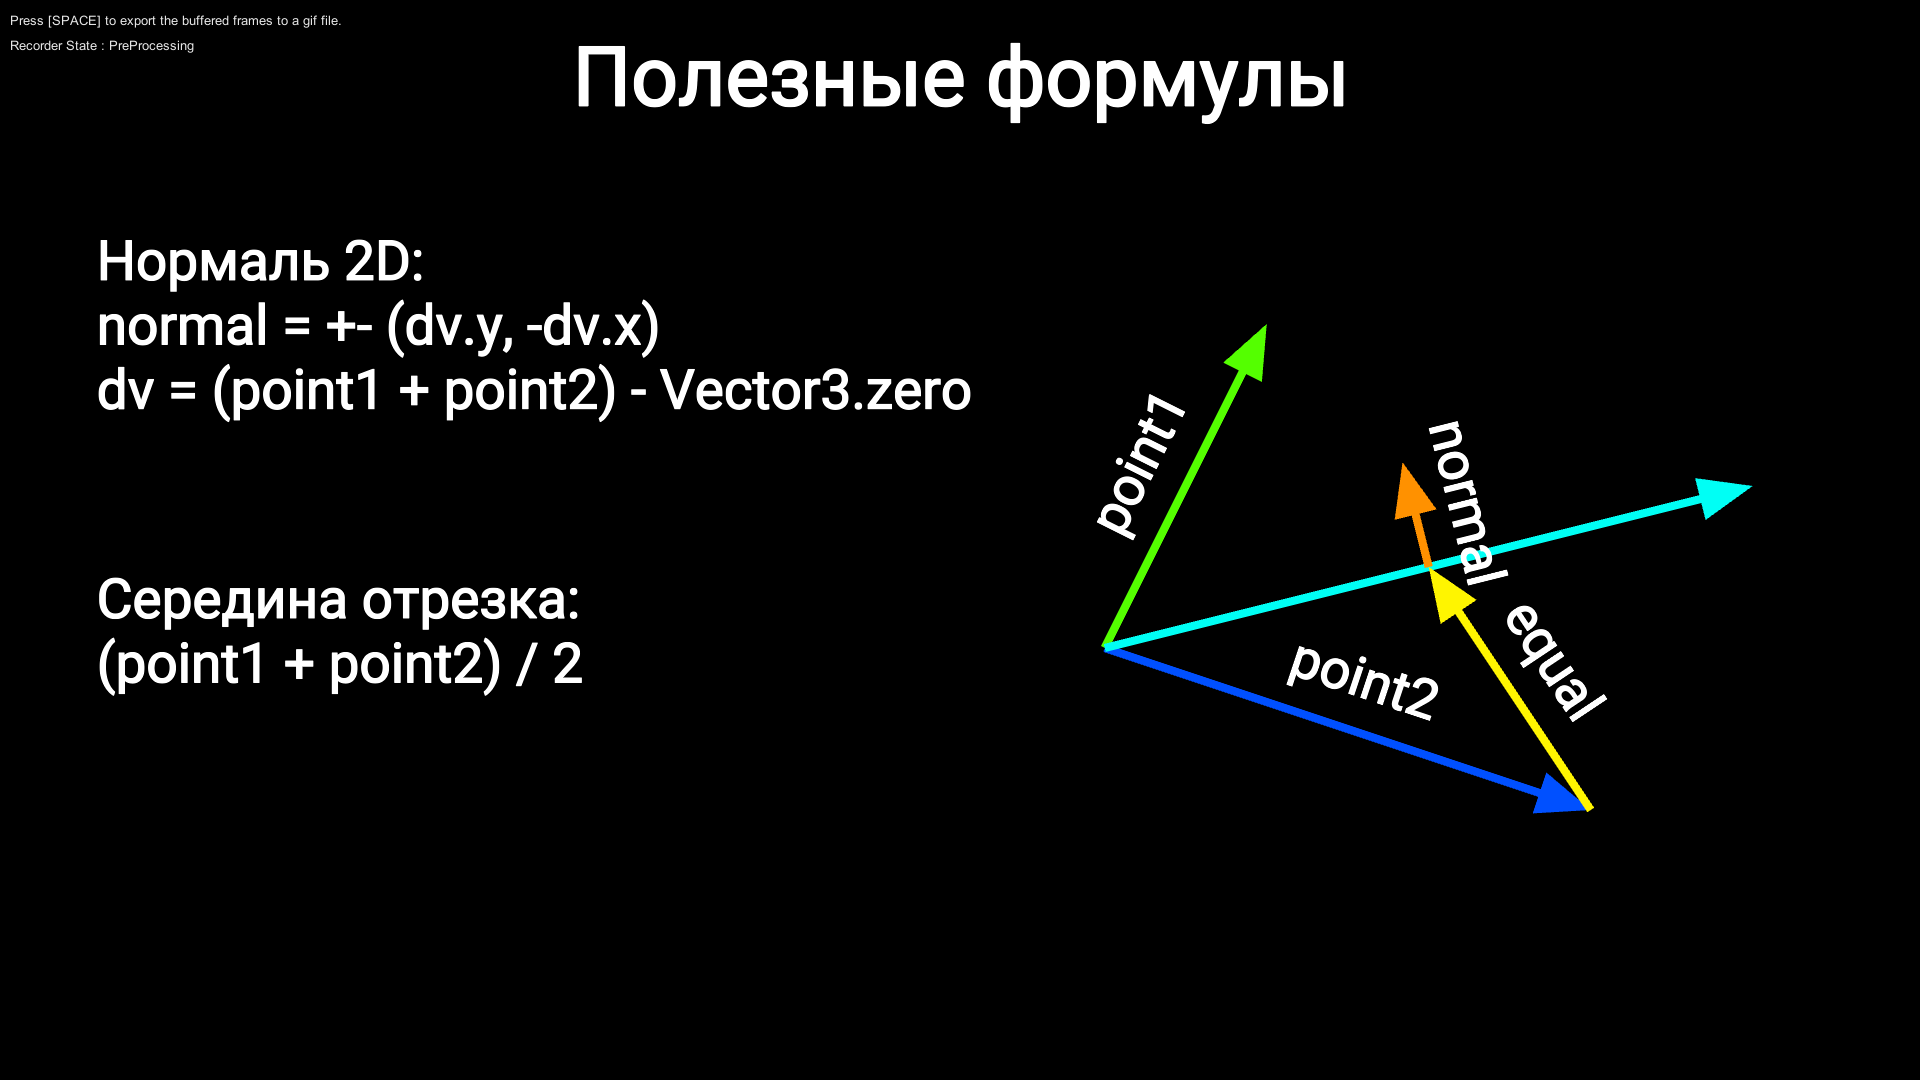 Press [SPACE] to export the buffered frames to a gif file.
Recorder State : PreProcessing
Полезные формулы
Нормаль 2D:
normal = +- (dv.y, -dv.x)
dv = (point1 + point2) - Vector3.zero
point1
normal
equal
point2
Середина отрезка:
(point1 + point2) / 2